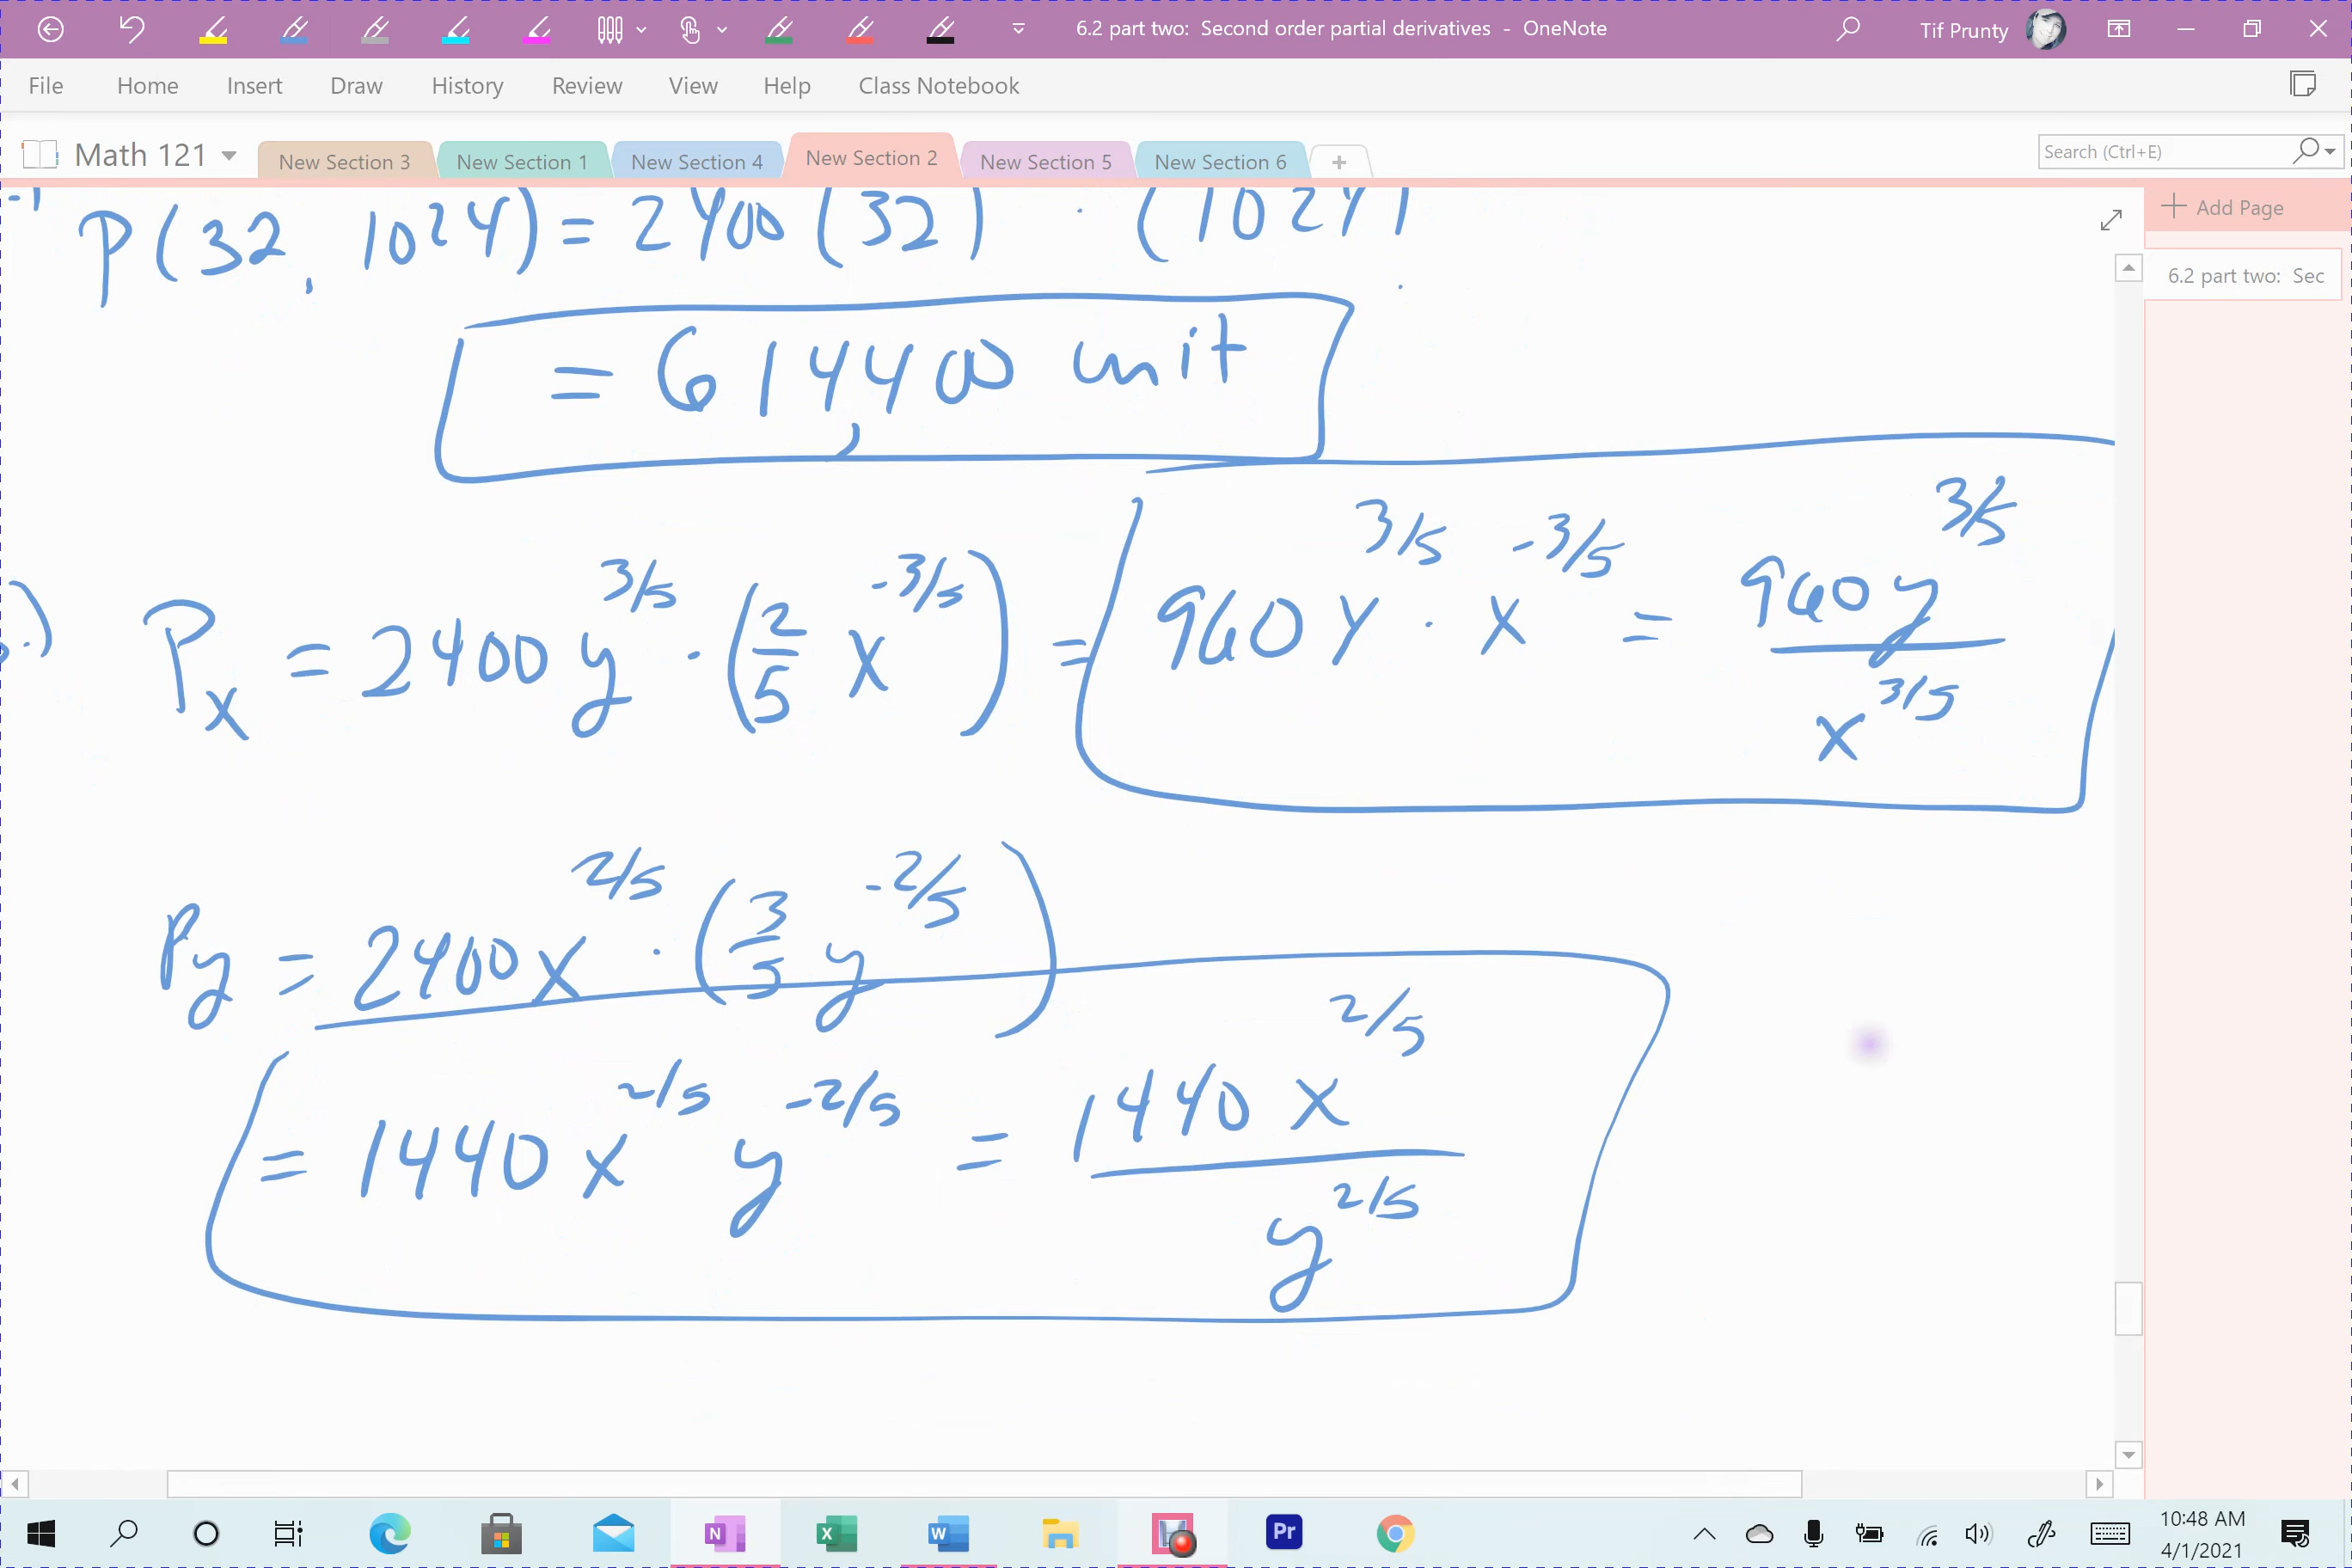 6.2 part two: Second order partial derivatives - OneNote
Tif Prunty
File Home Insert Draw History Review View Help Class Notebook
Math 121
New Section 3 New Section 1 New Section 4 New Section 2 New Section 5 New Section 6 +
Search (Ctrl+E)
Add Page
6.2 part two: Sec
P(32, 1024) = 2400(32) · (1024)
= 614,400 unit
P_x = 2400 y^{3/5} · (2/5 x^{-3/5}) = 960 y^{3/5} · x^{-3/5} = 960 y^{3/5} / x^{3/5}
P_y = 2400 x^{2/5} · (3/5 y^{-2/5})
= 1440 x^{2/5} y^{-2/5} = 1440 x^{2/5} / y^{2/5}
N X W Pr
10:48 AM
4/1/2021